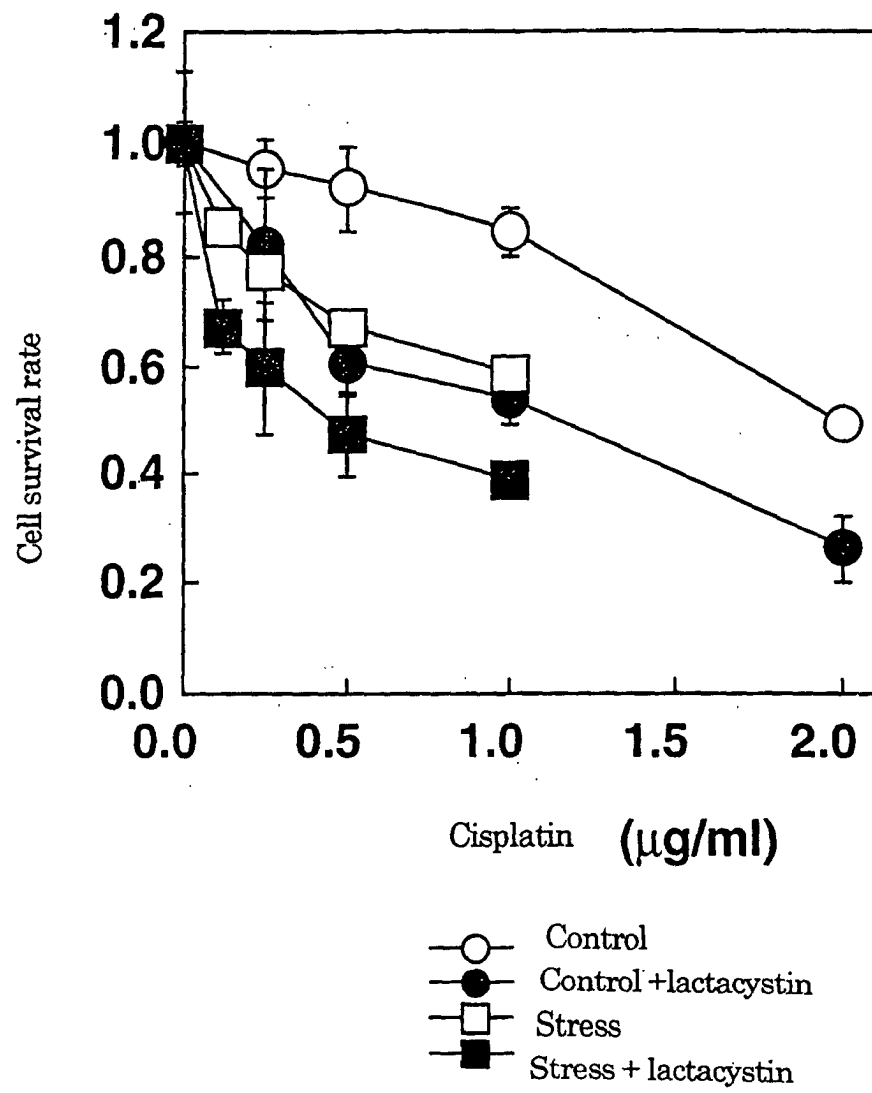 1.2
1.0
0.8
0.6
0.4
0.2
0.0
Cell survival rate
0.0 0.5 1.0 1.5 2.0
Cisplatin (μg/ml)
Control
Control+lactacystin
Stress
Stress + lactacystin